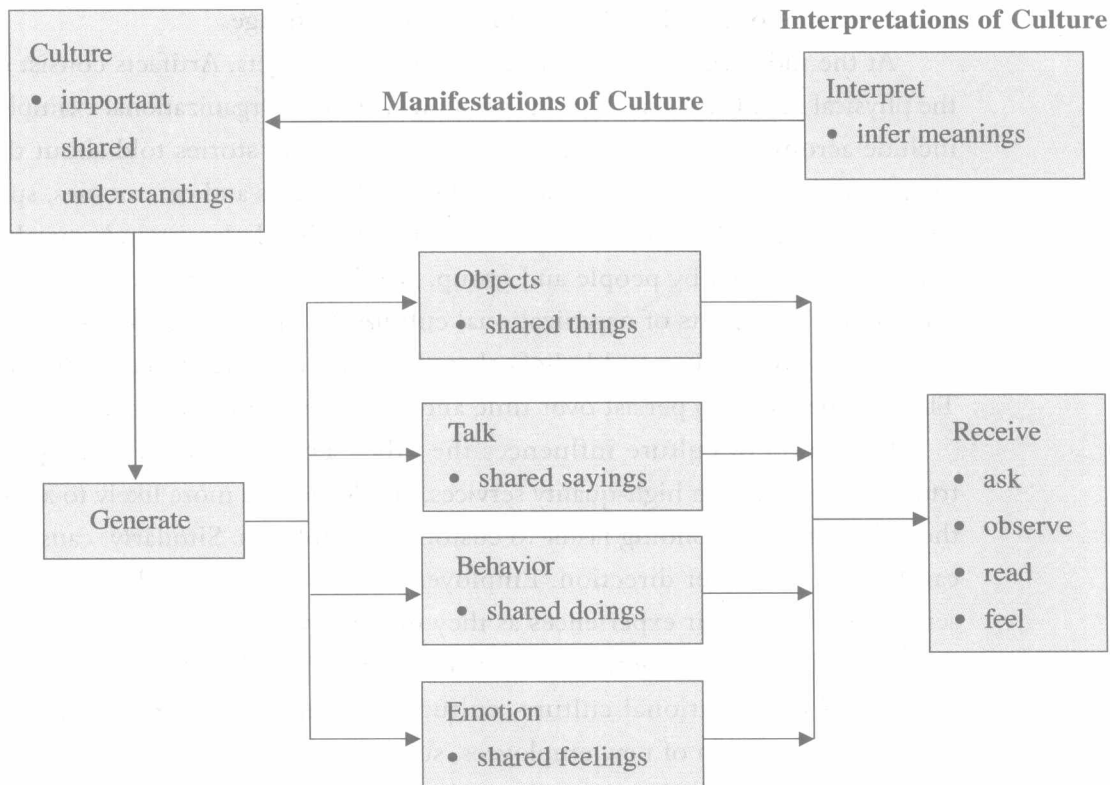 Interpretations of Culture
Culture
• important
shared
understandings
Manifestations of Culture
Interpret
• infer meanings
Objects
• shared things
Talk
• shared sayings
Generate
Behavior
• shared doings
Emotion
• shared feelings
Receive
• ask
• observe
• read
• feel